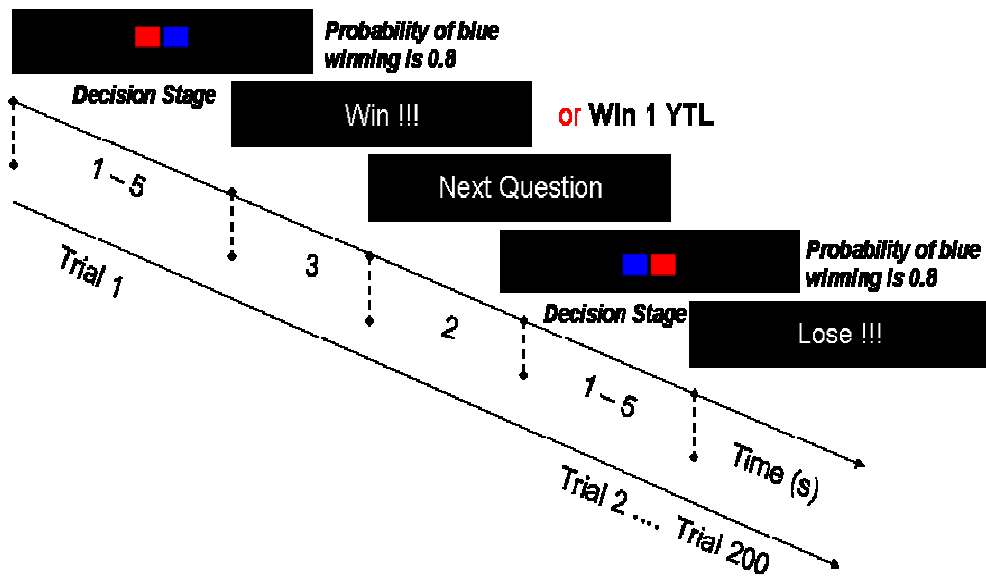 Probability of blue
winning is 0.8
Decision Stage
Win !!!
or Win 1 YTL
1 – 5
Next Question
3
Trial 1
Probability of blue
winning is 0.8
2
Decision Stage
Lose !!!
1 – 5
Time (s)
Trial 2 .... Trial 200